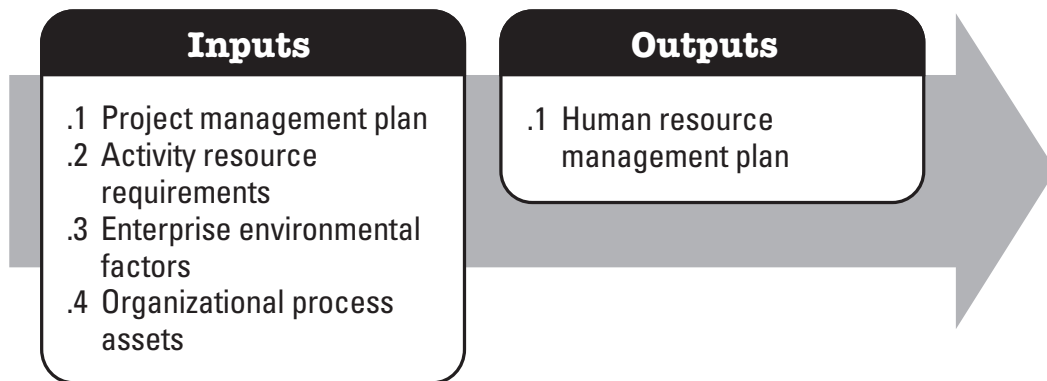 Inputs
.1 Project management plan
.2 Activity resource
requirements
.3 Enterprise environmental
factors
.4 Organizational process
assets
Outputs
.1 Human resource
management plan